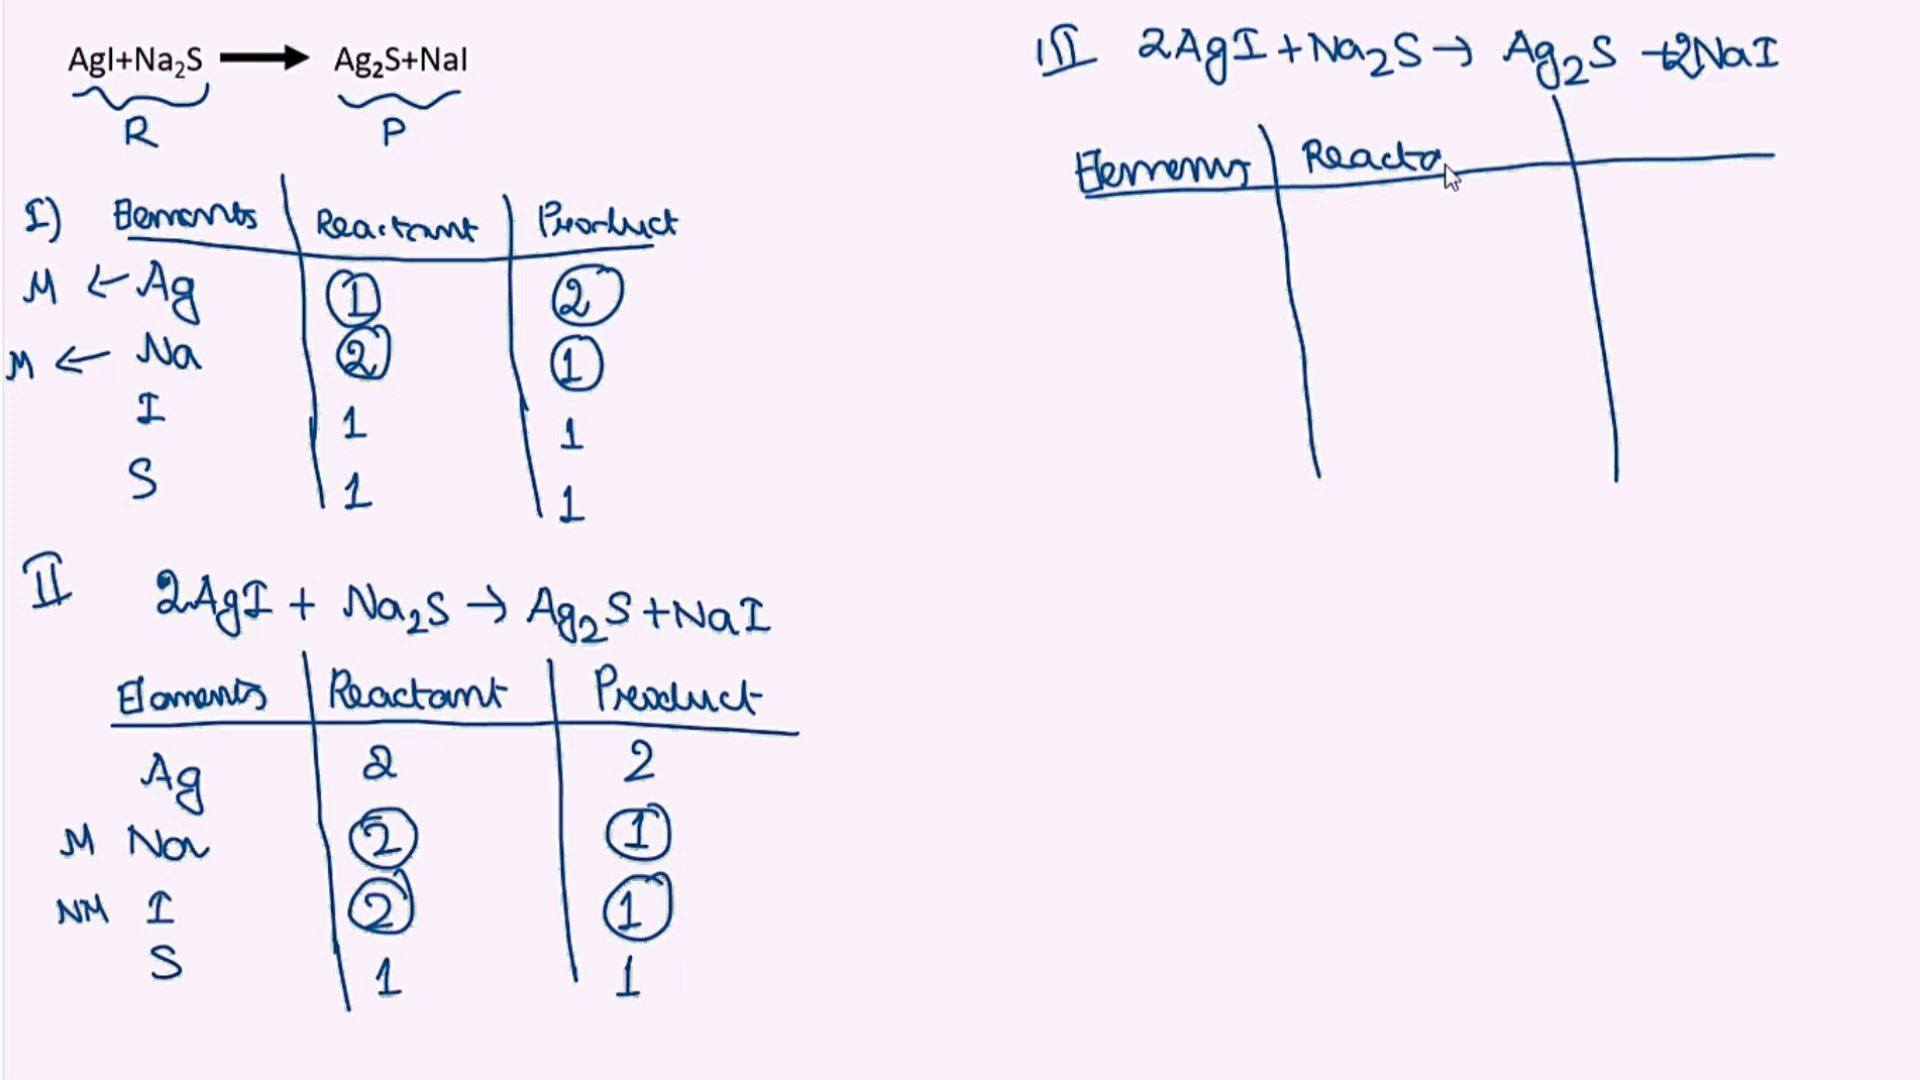 AgI+Na₂S → Ag₂S+NaI
R P
I) Elements Reactant Product
M ← Ag 1 2
M ← Na 2 1
I 1 1
S 1 1
II 2AgI + Na₂S → Ag₂S+NaI
Elements Reactant Product
Ag 2 2
M Na 2 1
NM I 2 1
S 1 1
III 2AgI+Na₂S → Ag₂S +2NaI
Elements Reacta